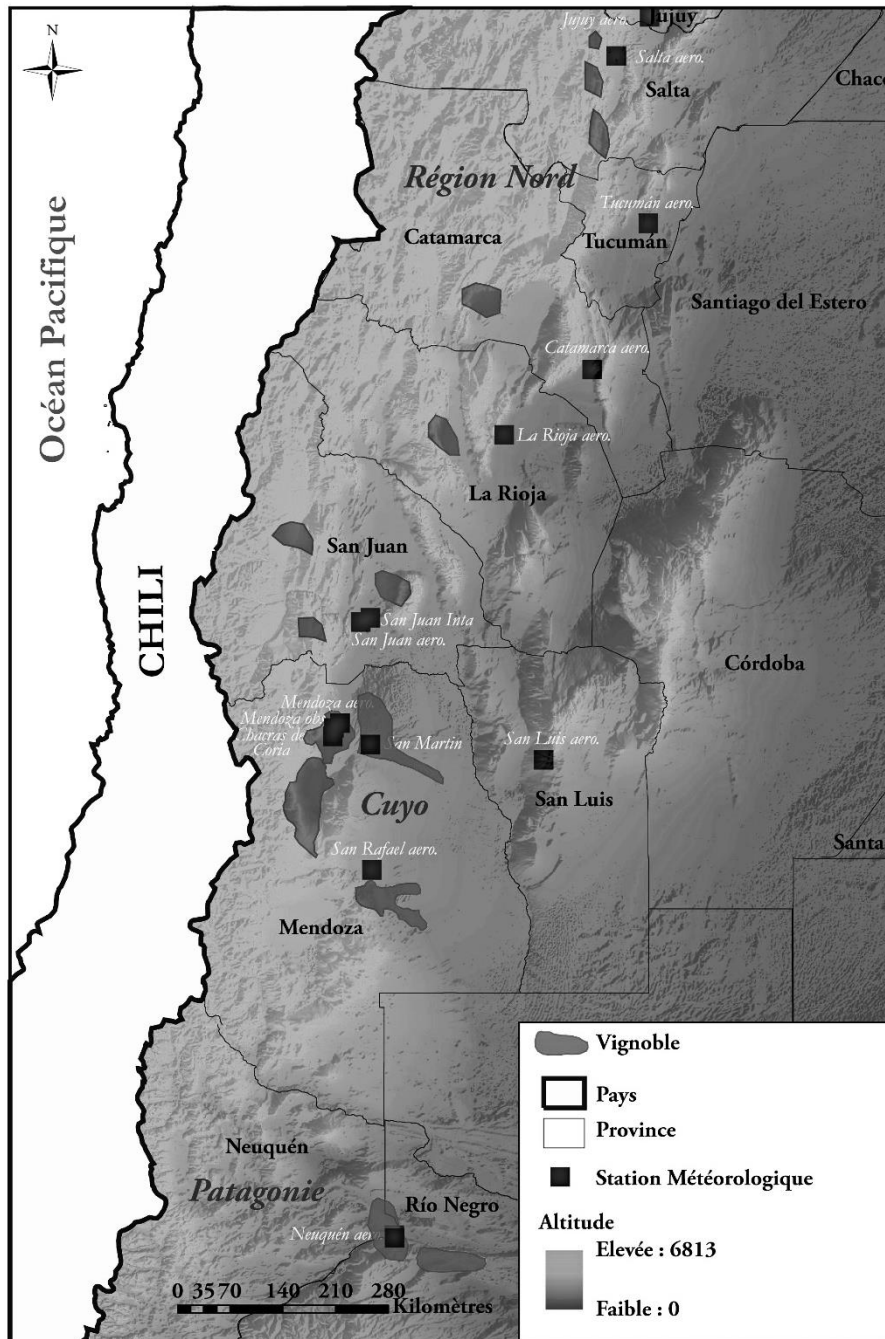 N
Jujuy aero.
Jujuy
Salta aero.
Salta
Chaco
Région Nord
Tucumán aero.
Tucumán
Catamarca
Santiago del Estero
Océan Pacifique
Catamarca aero.
La Rioja aero.
La Rioja
San Juan
San Juan Inta
San Juan aero.
CHILI
Córdoba
Mendoza aero.
Mendoza obs
Chacras de
Coria
San Martin
San Luis aero.
San Luis
Cuyo
San Rafael aero.
Santa
Mendoza
Neuquén
Patagonie
Río Negro
Neuquén aero.
0 35 70 140 210 280
Kilomètres
Vignoble
Pays
Province
Station Météorologique
Altitude
Elevée : 6813
Faible : 0